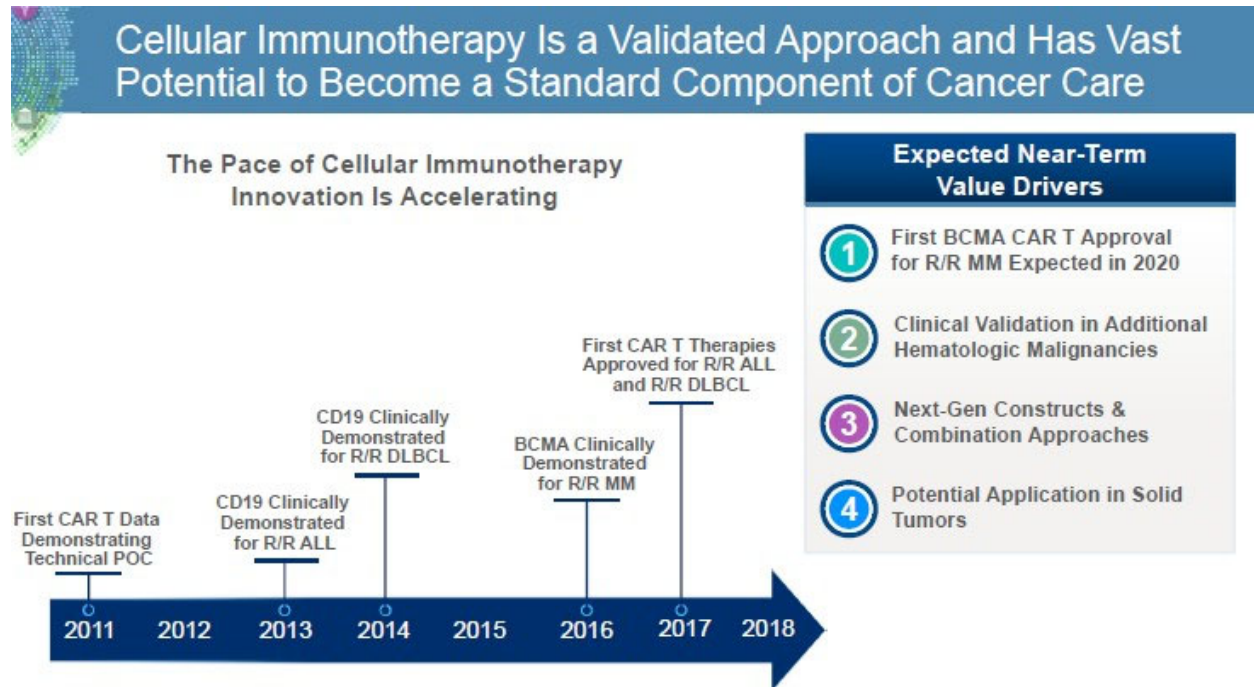 Cellular Immunotherapy Is a Validated Approach and Has Vast
Potential to Become a Standard Component of Cancer Care
The Pace of Cellular Immunotherapy
Innovation Is Accelerating
First CAR T Data
Demonstrating
Technical POC
CD19 Clinically
Demonstrated
for R/R ALL
CD19 Clinically
Demonstrated
for R/R DLBCL
BCMA Clinically
Demonstrated
for R/R MM
First CAR T Therapies
Approved for R/R ALL
and R/R DLBCL
2011 2012 2013 2014 2015 2016 2017 2018
Expected Near-Term
Value Drivers
1 First BCMA CAR T Approval
for R/R MM Expected in 2020
2 Clinical Validation in Additional
Hematologic Malignancies
3 Next-Gen Constructs &
Combination Approaches
4 Potential Application in Solid
Tumors